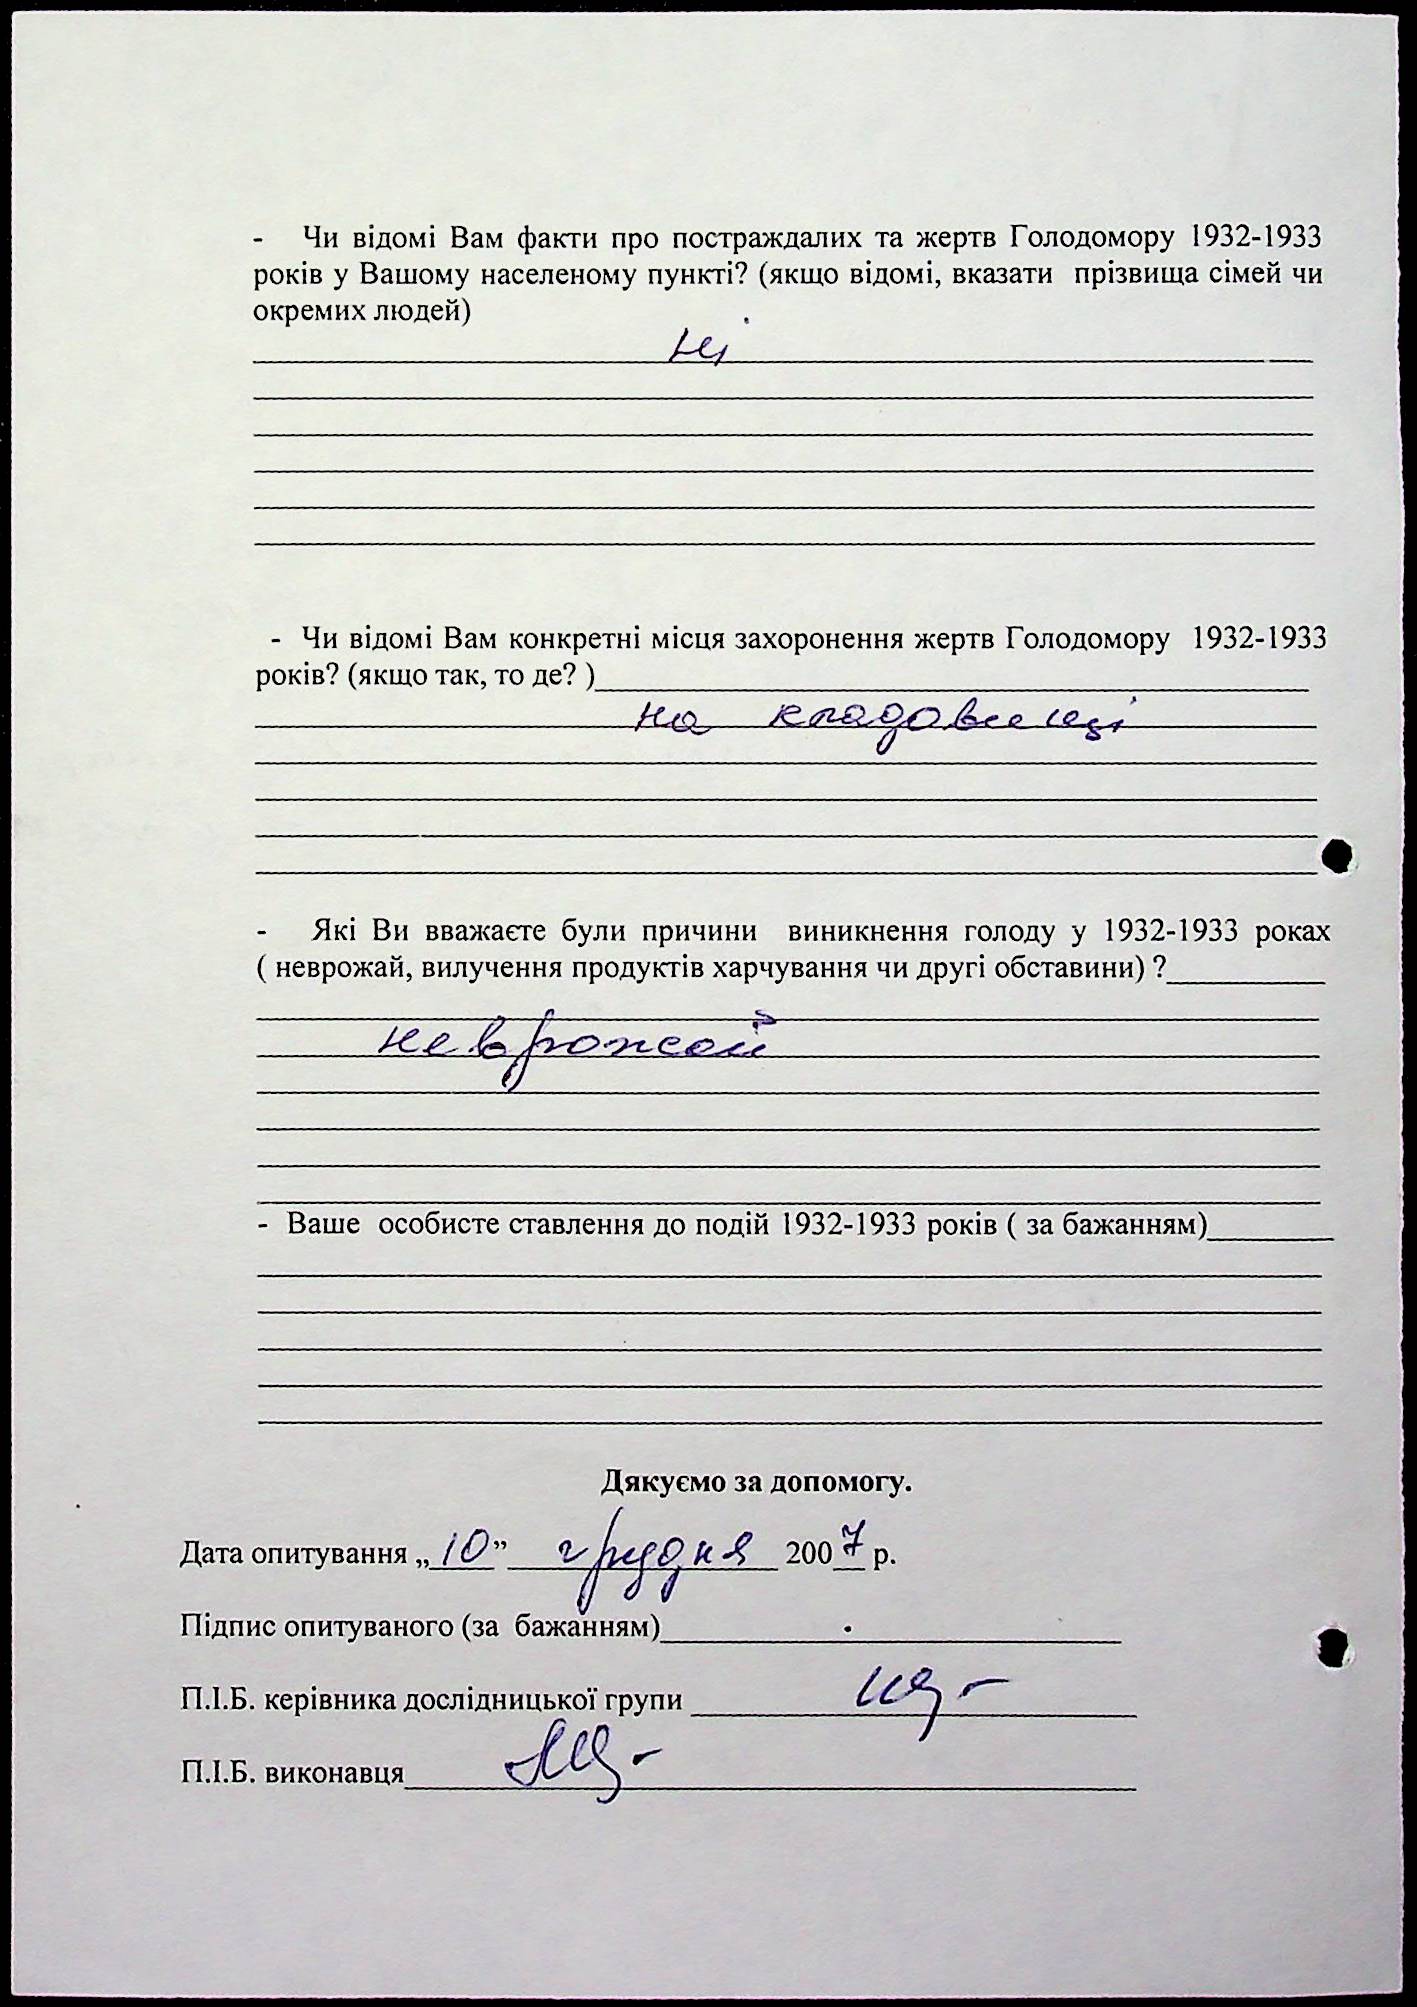 - Чи відомі Вам факти про постраждалих та жертв Голодомору 1932-1933
років у Вашому населеному пункті? (якщо відомі, вказати прізвища сімей чи
окремих людей)
ні
- Чи відомі Вам конкретні місця захоронення жертв Голодомору 1932-1933
років? (якщо так, то де? )
на кладовищі
- Які Ви вважаєте були причини виникнення голоду у 1932-1933 роках
( неврожай, вилучення продуктів харчування чи другі обставини) ?
неврожай
- Ваше особисте ставлення до подій 1932-1933 років ( за бажанням)
Дякуємо за допомогу.
Дата опитування „10” грудня 2007 р.
Підпис опитуваного (за бажанням)
П.І.Б. керівника дослідницької групи
П.І.Б. виконавця